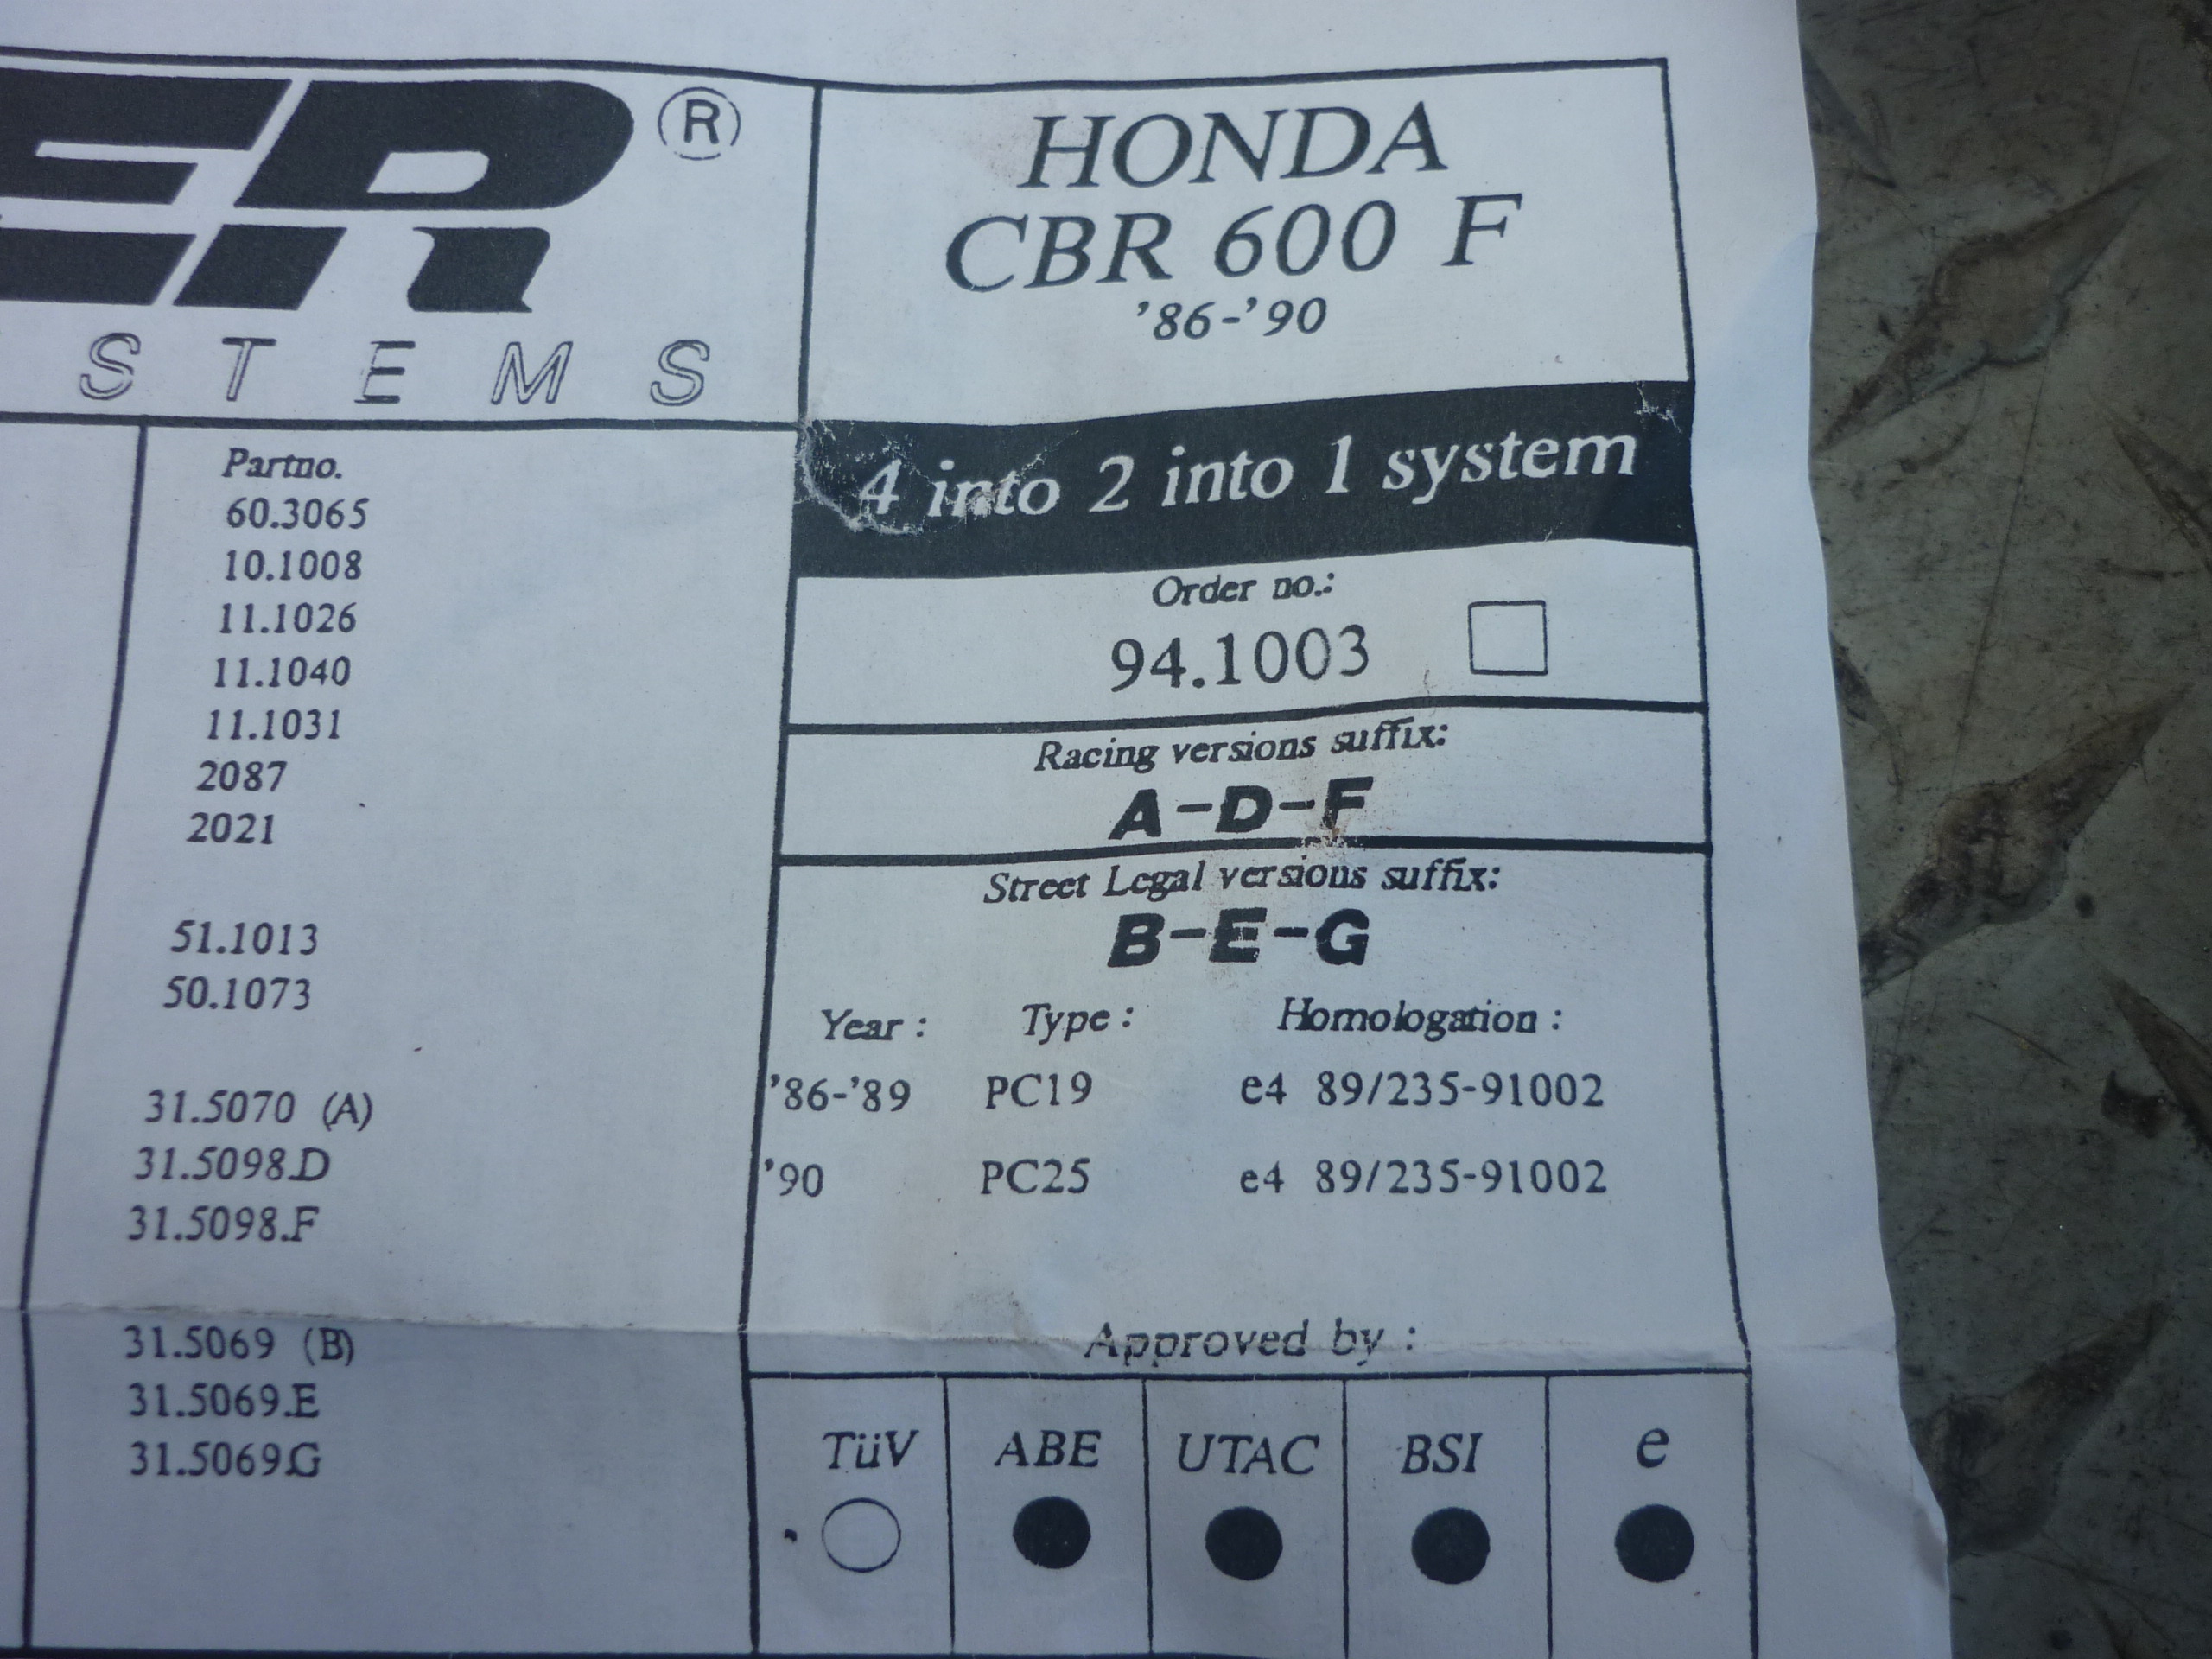 ER®
STEMS
HONDA
CBR 600 F
'86-'90
4 into 2 into 1 system
Order no.:
94.1003
Racing versions suffix:
A-D-F
Street Legal versions suffix:
B-E-G
Year : Type : Homologation :
'86-'89 PC19 e4 89/235-91002
'90 PC25 e4 89/235-91002
Approved by :
TüV ABE UTAC BSI e
Partno.
60.3065
10.1008
11.1026
11.1040
11.1031
2087
2021
51.1013
50.1073
31.5070 (A)
31.5098.D
31.5098.F
31.5069 (B)
31.5069.E
31.5069.G